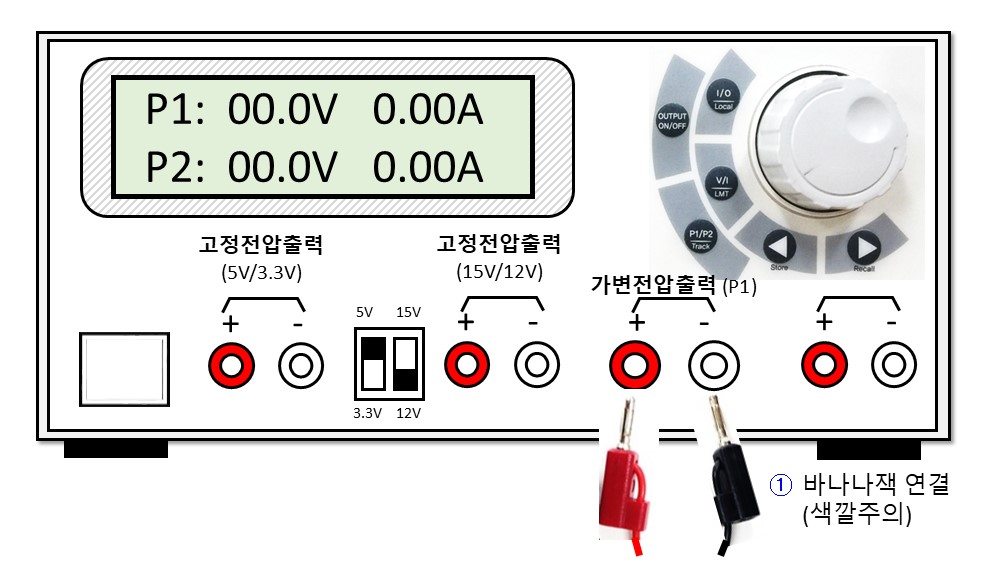 P1: 00.0V 0.00A
P2: 00.0V 0.00A
I/O
Local
OUTPUT
ON/OFF
V/I
LMT
P1/P2
Track
Store
Recall
고정전압출력
(5V/3.3V)
고정전압출력
(15V/12V)
가변전압출력 (P1)
+ -
5V 15V
+ -
+ -
+ -
3.3V 12V
① 바나나잭 연결
(색깔주의)